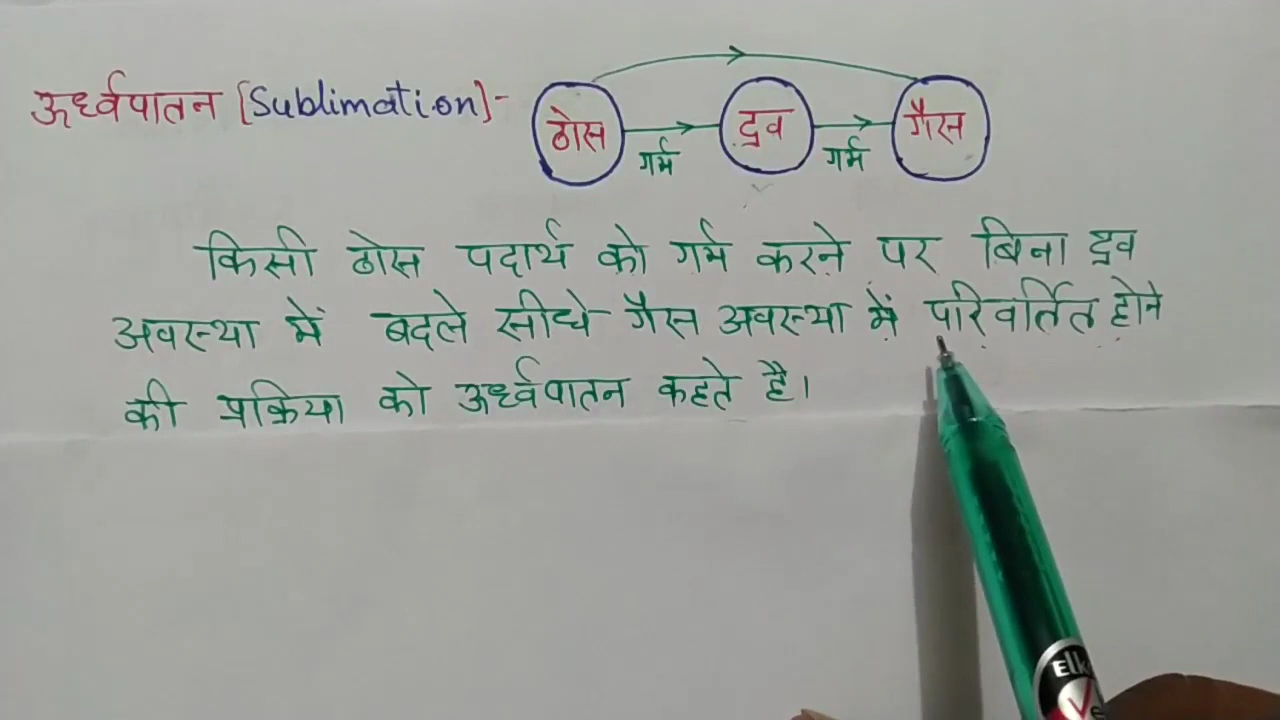 ऊर्ध्वपातन [Sublimation]-
ठोस
गर्म
द्रव
गर्म
गैस
किसी ठोस पदार्थ को गर्म करने पर बिना द्रव
अवस्था में बदले सीधे गैस अवस्था में परिवर्तित होने
की प्रक्रिया को ऊर्ध्वपातन कहते है।